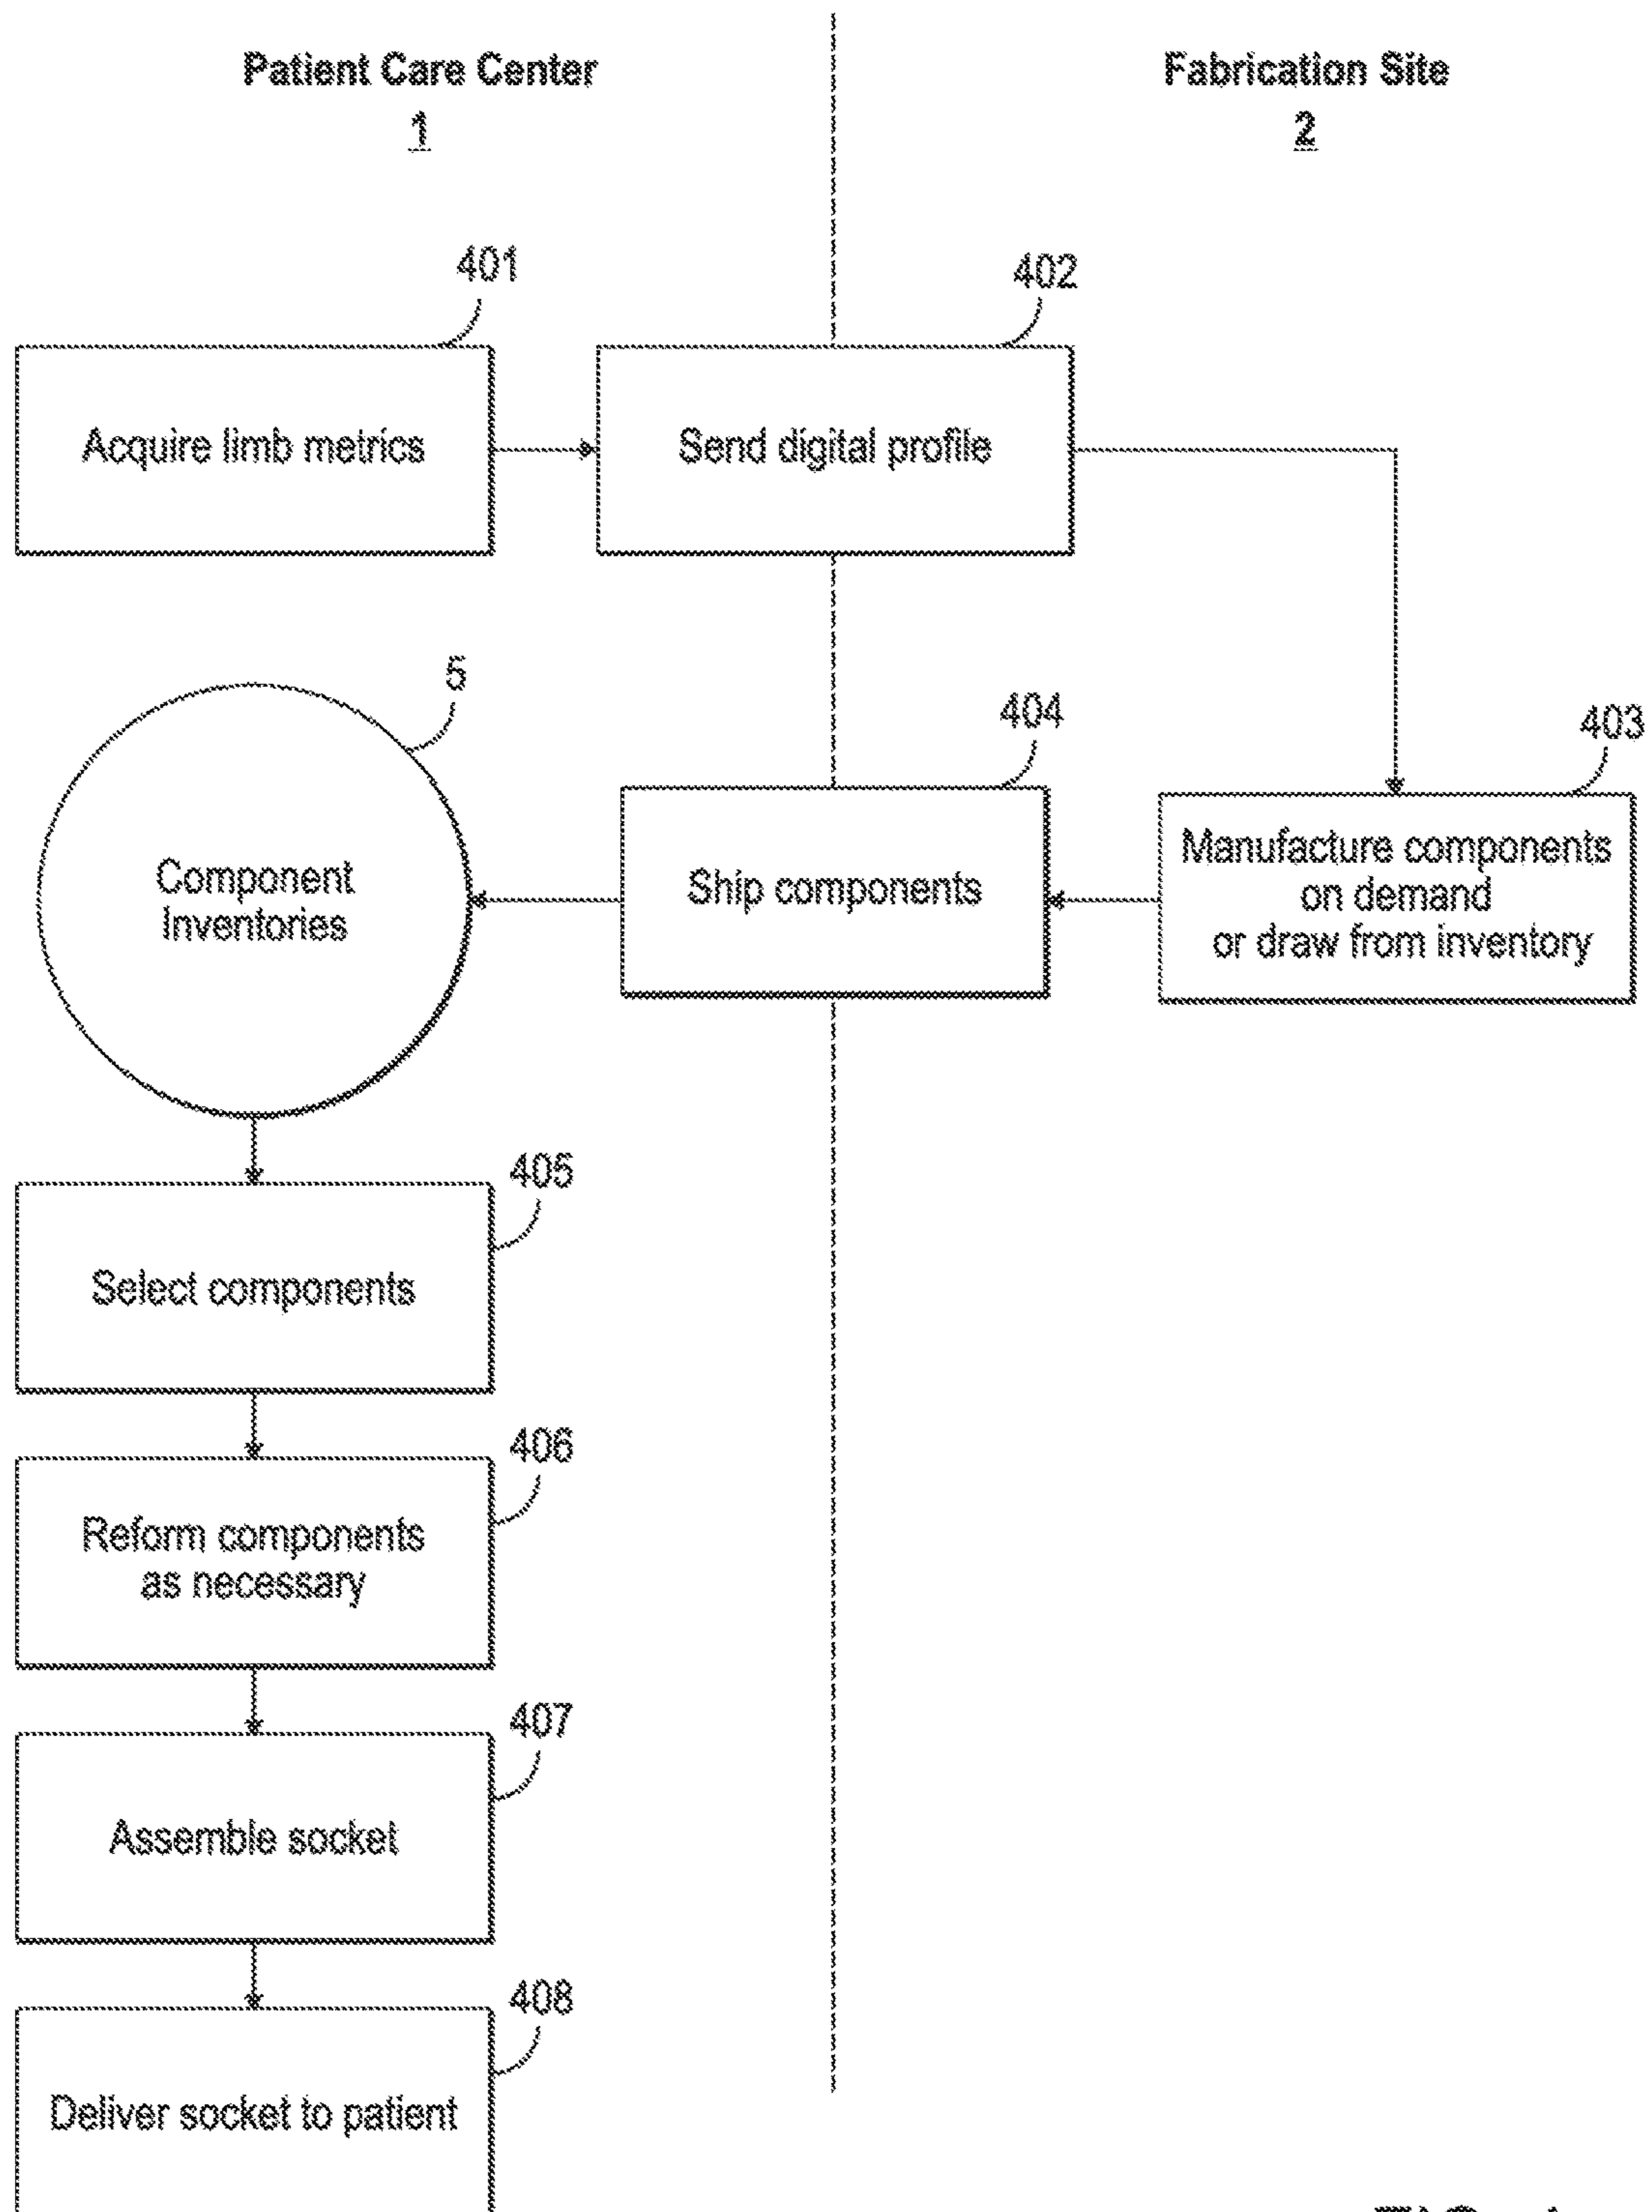 Patient Care Center
1
Fabrication Site
2
401
402
Acquire limb metrics
Send digital profile
5
404
403
Component
Inventories
Ship components
Manufacture components
on demand
or draw from inventory
405
Select components
406
Reform components
as necessary
407
Assemble socket
408
Deliver socket to patient